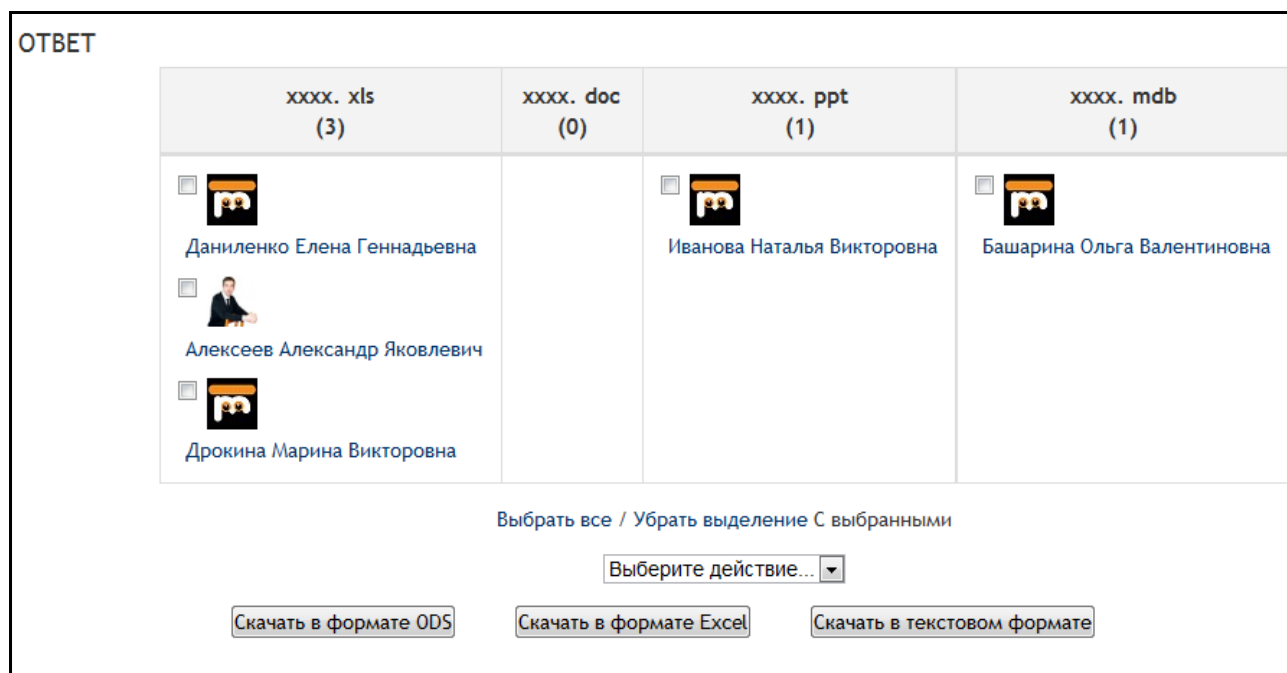 ОТВЕТ
xxxx. xls xxxx. doc xxxx. ppt xxxx. mdb
(3) (0) (1) (1)
Даниленко Елена Геннадьевна Иванова Наталья Викторовна Башарина Ольга Валентиновна
Алексеев Александр Яковлевич
Дрокина Марина Викторовна
Выбрать все / Убрать выделение С выбранными
Выберите действие...
Скачать в формате ODS Скачать в формате Excel Скачать в текстовом формате